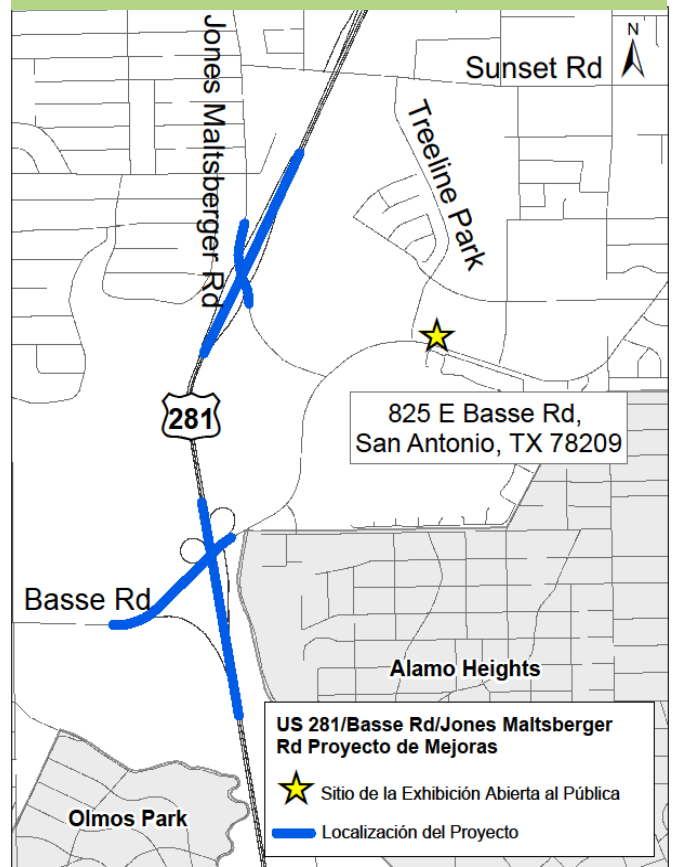 N
Sunset Rd
Jones Maltsberger Rd
Treeline Park
281
825 E Basse Rd,
San Antonio, TX 78209
Basse Rd
Alamo Heights
US 281/Basse Rd/Jones Maltsberger
Rd Proyecto de Mejoras
Sitio de la Exhibición Abierta al Pública
Localización del Proyecto
Olmos Park